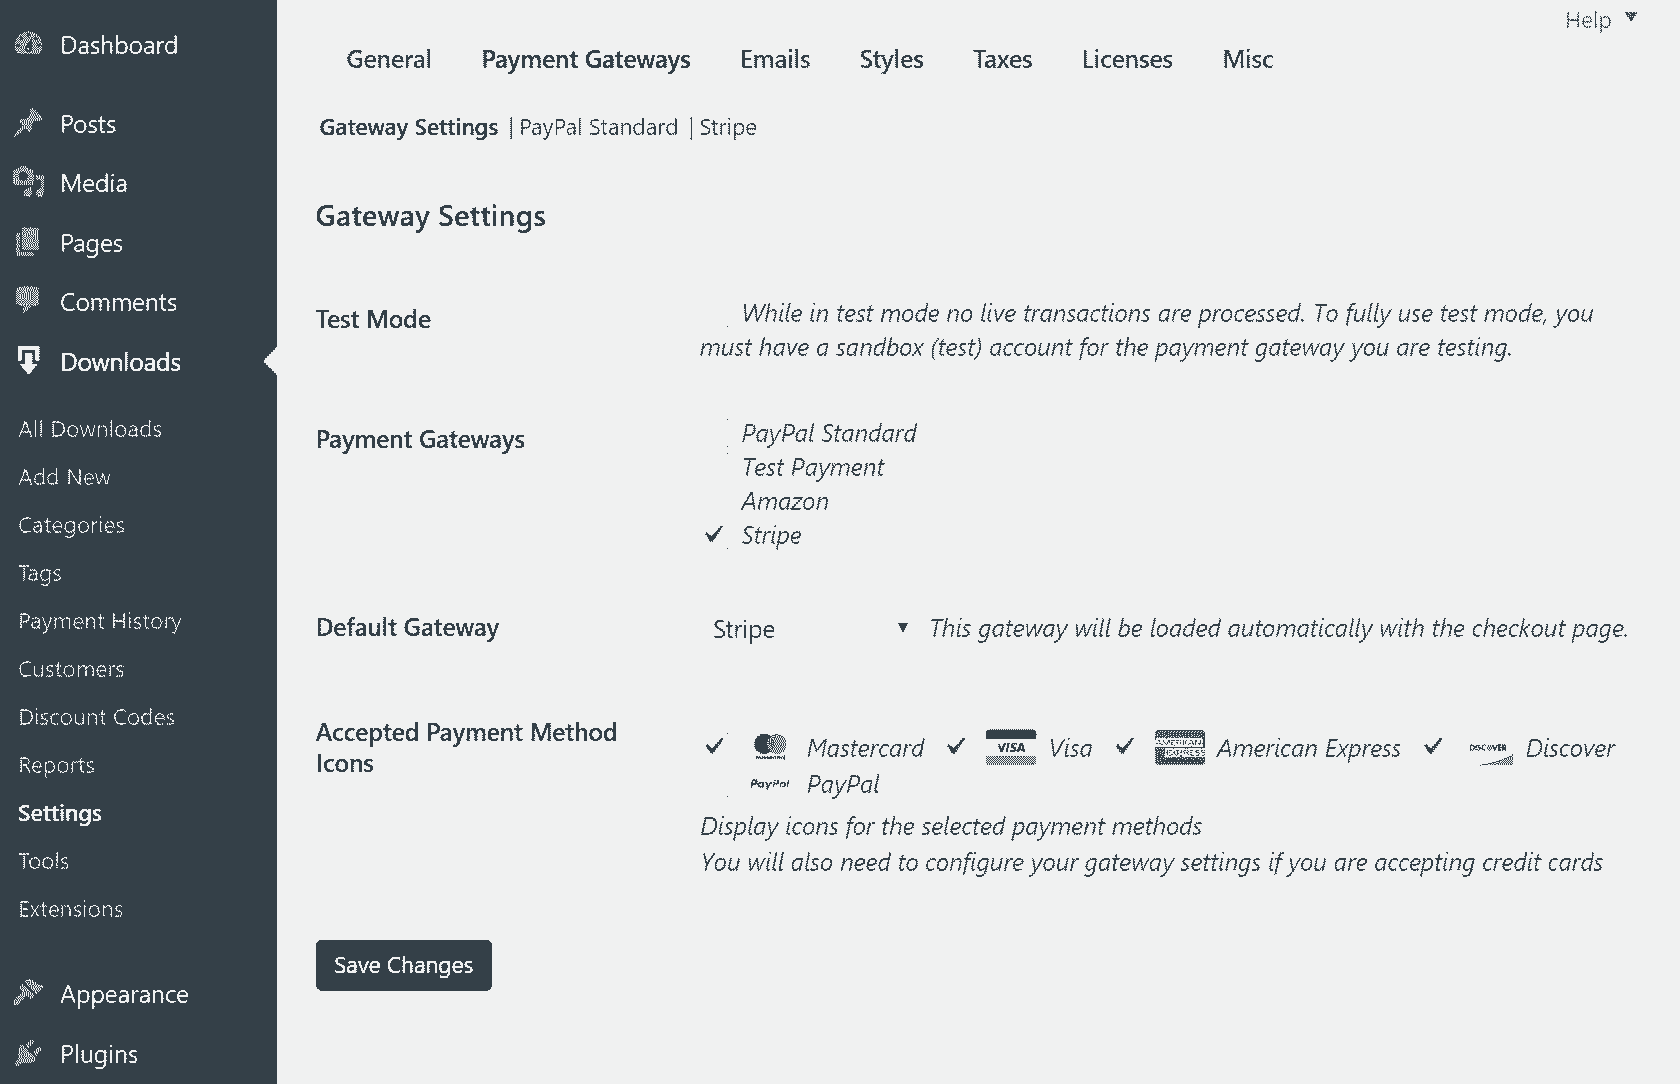 Help
Dashboard
Posts
Media
Pages
Comments
Downloads
All Downloads
Add New
Categories
Tags
Payment History
Customers
Discount Codes
Reports
Settings
Tools
Extensions
Appearance
Plugins
General Payment Gateways Emails Styles Taxes Licenses Misc
Gateway Settings | PayPal Standard | Stripe
Gateway Settings
Test Mode
While in test mode no live transactions are processed. To fully use test mode, you
must have a sandbox (test) account for the payment gateway you are testing.
Payment Gateways
PayPal Standard
Test Payment
Amazon
Stripe
Default Gateway
Stripe This gateway will be loaded automatically with the checkout page.
Accepted Payment Method
Icons
Mastercard VISA Visa AMERICAN EXPRESS American Express DISCOVER Discover
PayPal PayPal
Display icons for the selected payment methods
You will also need to configure your gateway settings if you are accepting credit cards
Save Changes